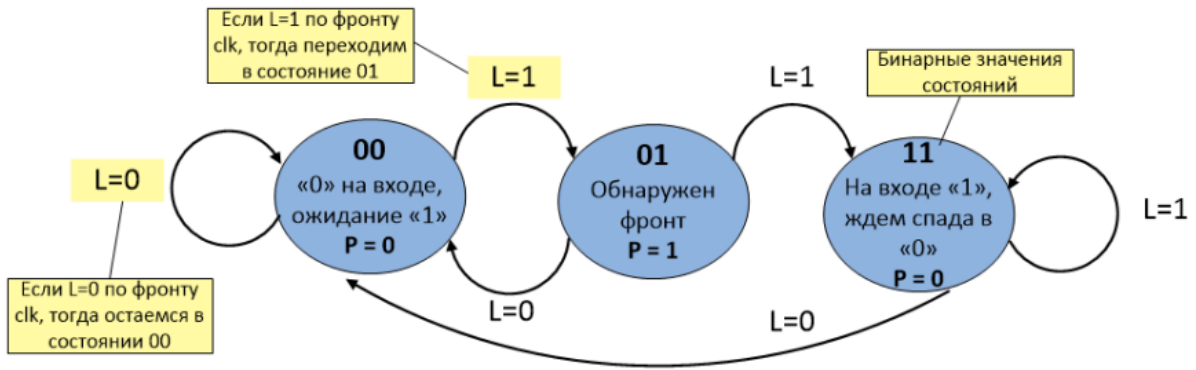 Если L=1 по фронту
clk, тогда переходим
в состояние 01
L=1
L=1
Бинарные значения
состояний
L=0
00
«0» на входе,
ожидание «1»
P = 0
01
Обнаружен
фронт
P = 1
11
На входе «1»,
ждем спада в
«0»
P = 0
L=1
Если L=0 по фронту
clk, тогда остаемся в
состоянии 00
L=0
L=0